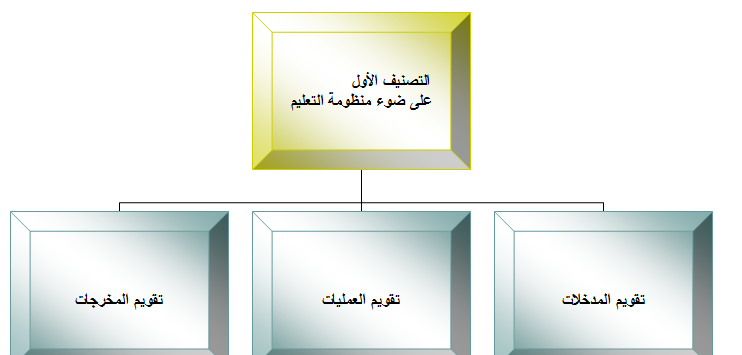 التصنيف الأول
على ضوء منظومة التعليم
تقويم المدخلات
تقويم العمليات
تقويم المخرجات